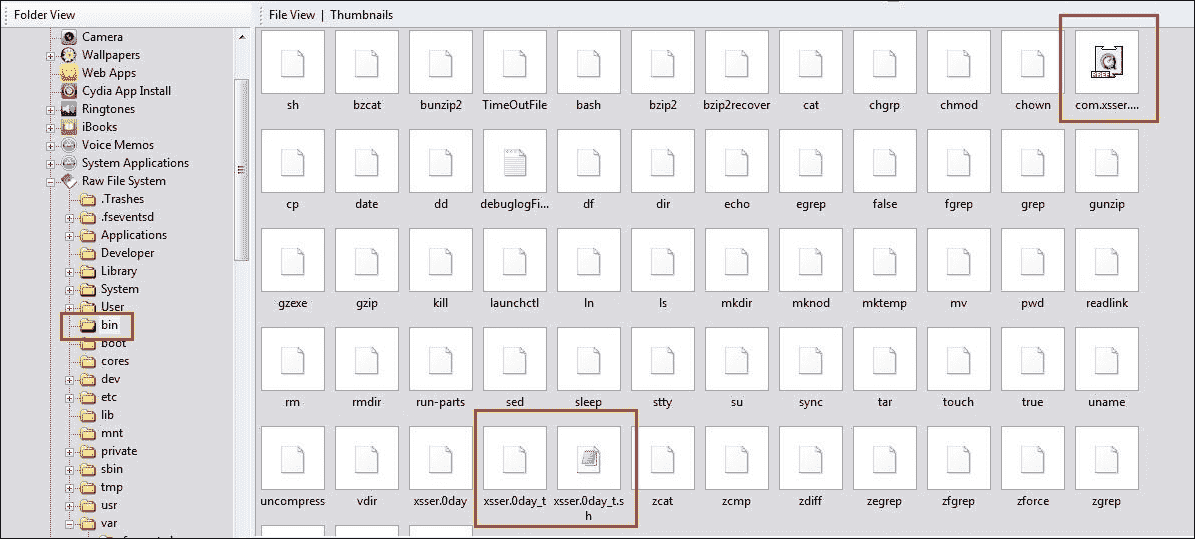 Folder View
File View | Thumbnails
Camera
Wallpapers
Web Apps
Cydia App Install
Ringtones
iBooks
Voice Memos
System Applications
Raw File System
.Trashes
.fseventsd
Applications
Developer
Library
System
User
bin
boot
cores
dev
etc
lib
mnt
private
sbin
tmp
usr
var
sh bzcat bunzip2 TimeOutFile bash bzip2 bzip2recover cat chgrp chmod chown com.xsser....
FREE
cp date dd debuglogFi... df dir echo egrep false fgrep grep gunzip
gzexe gzip kill launchctl ln ls mkdir mknod mktemp mv pwd readlink
rm rmdir run-parts sed sleep stty su sync tar touch true uname
uncompress vdir xsser.0day xsser.0day_t xsser.0day_t.s zcat zcmp zdiff zegrep zfgrep zforce zgrep
h